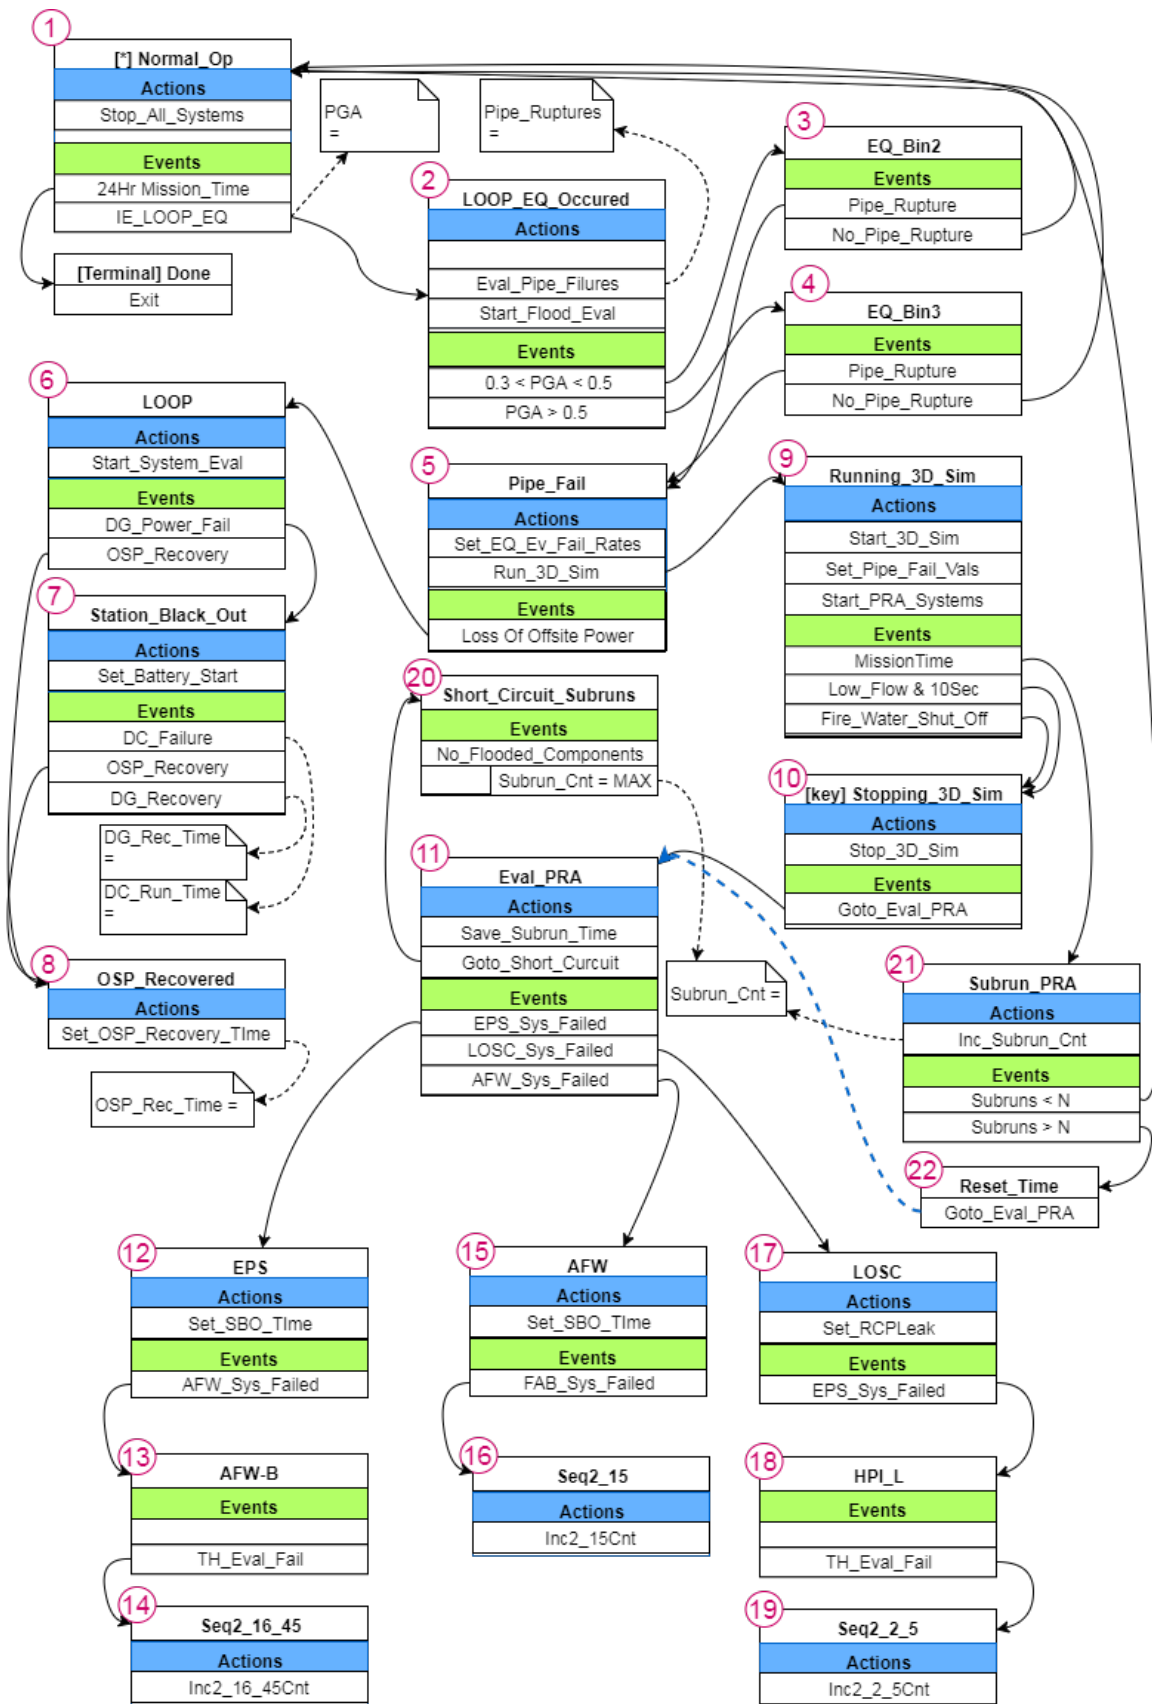 1
[*] Normal_Op
Actions
Stop_All_Systems
Events
24Hr Mission_Time
IE_LOOP_EQ
[Terminal] Done
Exit
PGA
=
Pipe_Ruptures
=
2
LOOP_EQ_Occured
Actions
Eval_Pipe_Filures
Start_Flood_Eval
Events
0.3 < PGA < 0.5
PGA > 0.5
3
EQ_Bin2
Events
Pipe_Rupture
No_Pipe_Rupture
4
EQ_Bin3
Events
Pipe_Rupture
No_Pipe_Rupture
6
LOOP
Actions
Start_System_Eval
Events
DG_Power_Fail
OSP_Recovery
5
Pipe_Fail
Actions
Set_EQ_Ev_Fail_Rates
Run_3D_Sim
Events
Loss Of Offsite Power
9
Running_3D_Sim
Actions
Start_3D_Sim
Set_Pipe_Fail_Vals
Start_PRA_Systems
Events
MissionTime
Low_Flow & 10Sec
Fire_Water_Shut_Off
7
Station_Black_Out
Actions
Set_Battery_Start
Events
DC_Failure
OSP_Recovery
DG_Recovery
DG_Rec_Time
=
DC_Run_Time
=
20
Short_Circuit_Subruns
Events
No_Flooded_Components
Subrun_Cnt = MAX
10
[key] Stopping_3D_Sim
Actions
Stop_3D_Sim
Events
Goto_Eval_PRA
11
Eval_PRA
Actions
Save_Subrun_Time
Goto_Short_Curcuit
Events
EPS_Sys_Failed
LOSC_Sys_Failed
AFW_Sys_Failed
8
OSP_Recovered
Actions
Set_OSP_Recovery_TIme
OSP_Rec_Time =
Subrun_Cnt =
21
Subrun_PRA
Actions
Inc_Subrun_Cnt
Events
Subruns < N
Subruns > N
22
Reset_Time
Goto_Eval_PRA
12
EPS
Actions
Set_SBO_TIme
Events
AFW_Sys_Failed
15
AFW
Actions
Set_SBO_TIme
Events
FAB_Sys_Failed
17
LOSC
Actions
Set_RCPLeak
Events
EPS_Sys_Failed
13
AFW-B
Events
TH_Eval_Fail
16
Seq2_15
Actions
Inc2_15Cnt
18
HPI_L
Events
TH_Eval_Fail
14
Seq2_16_45
Actions
Inc2_16_45Cnt
19
Seq2_2_5
Actions
Inc2_2_5Cnt